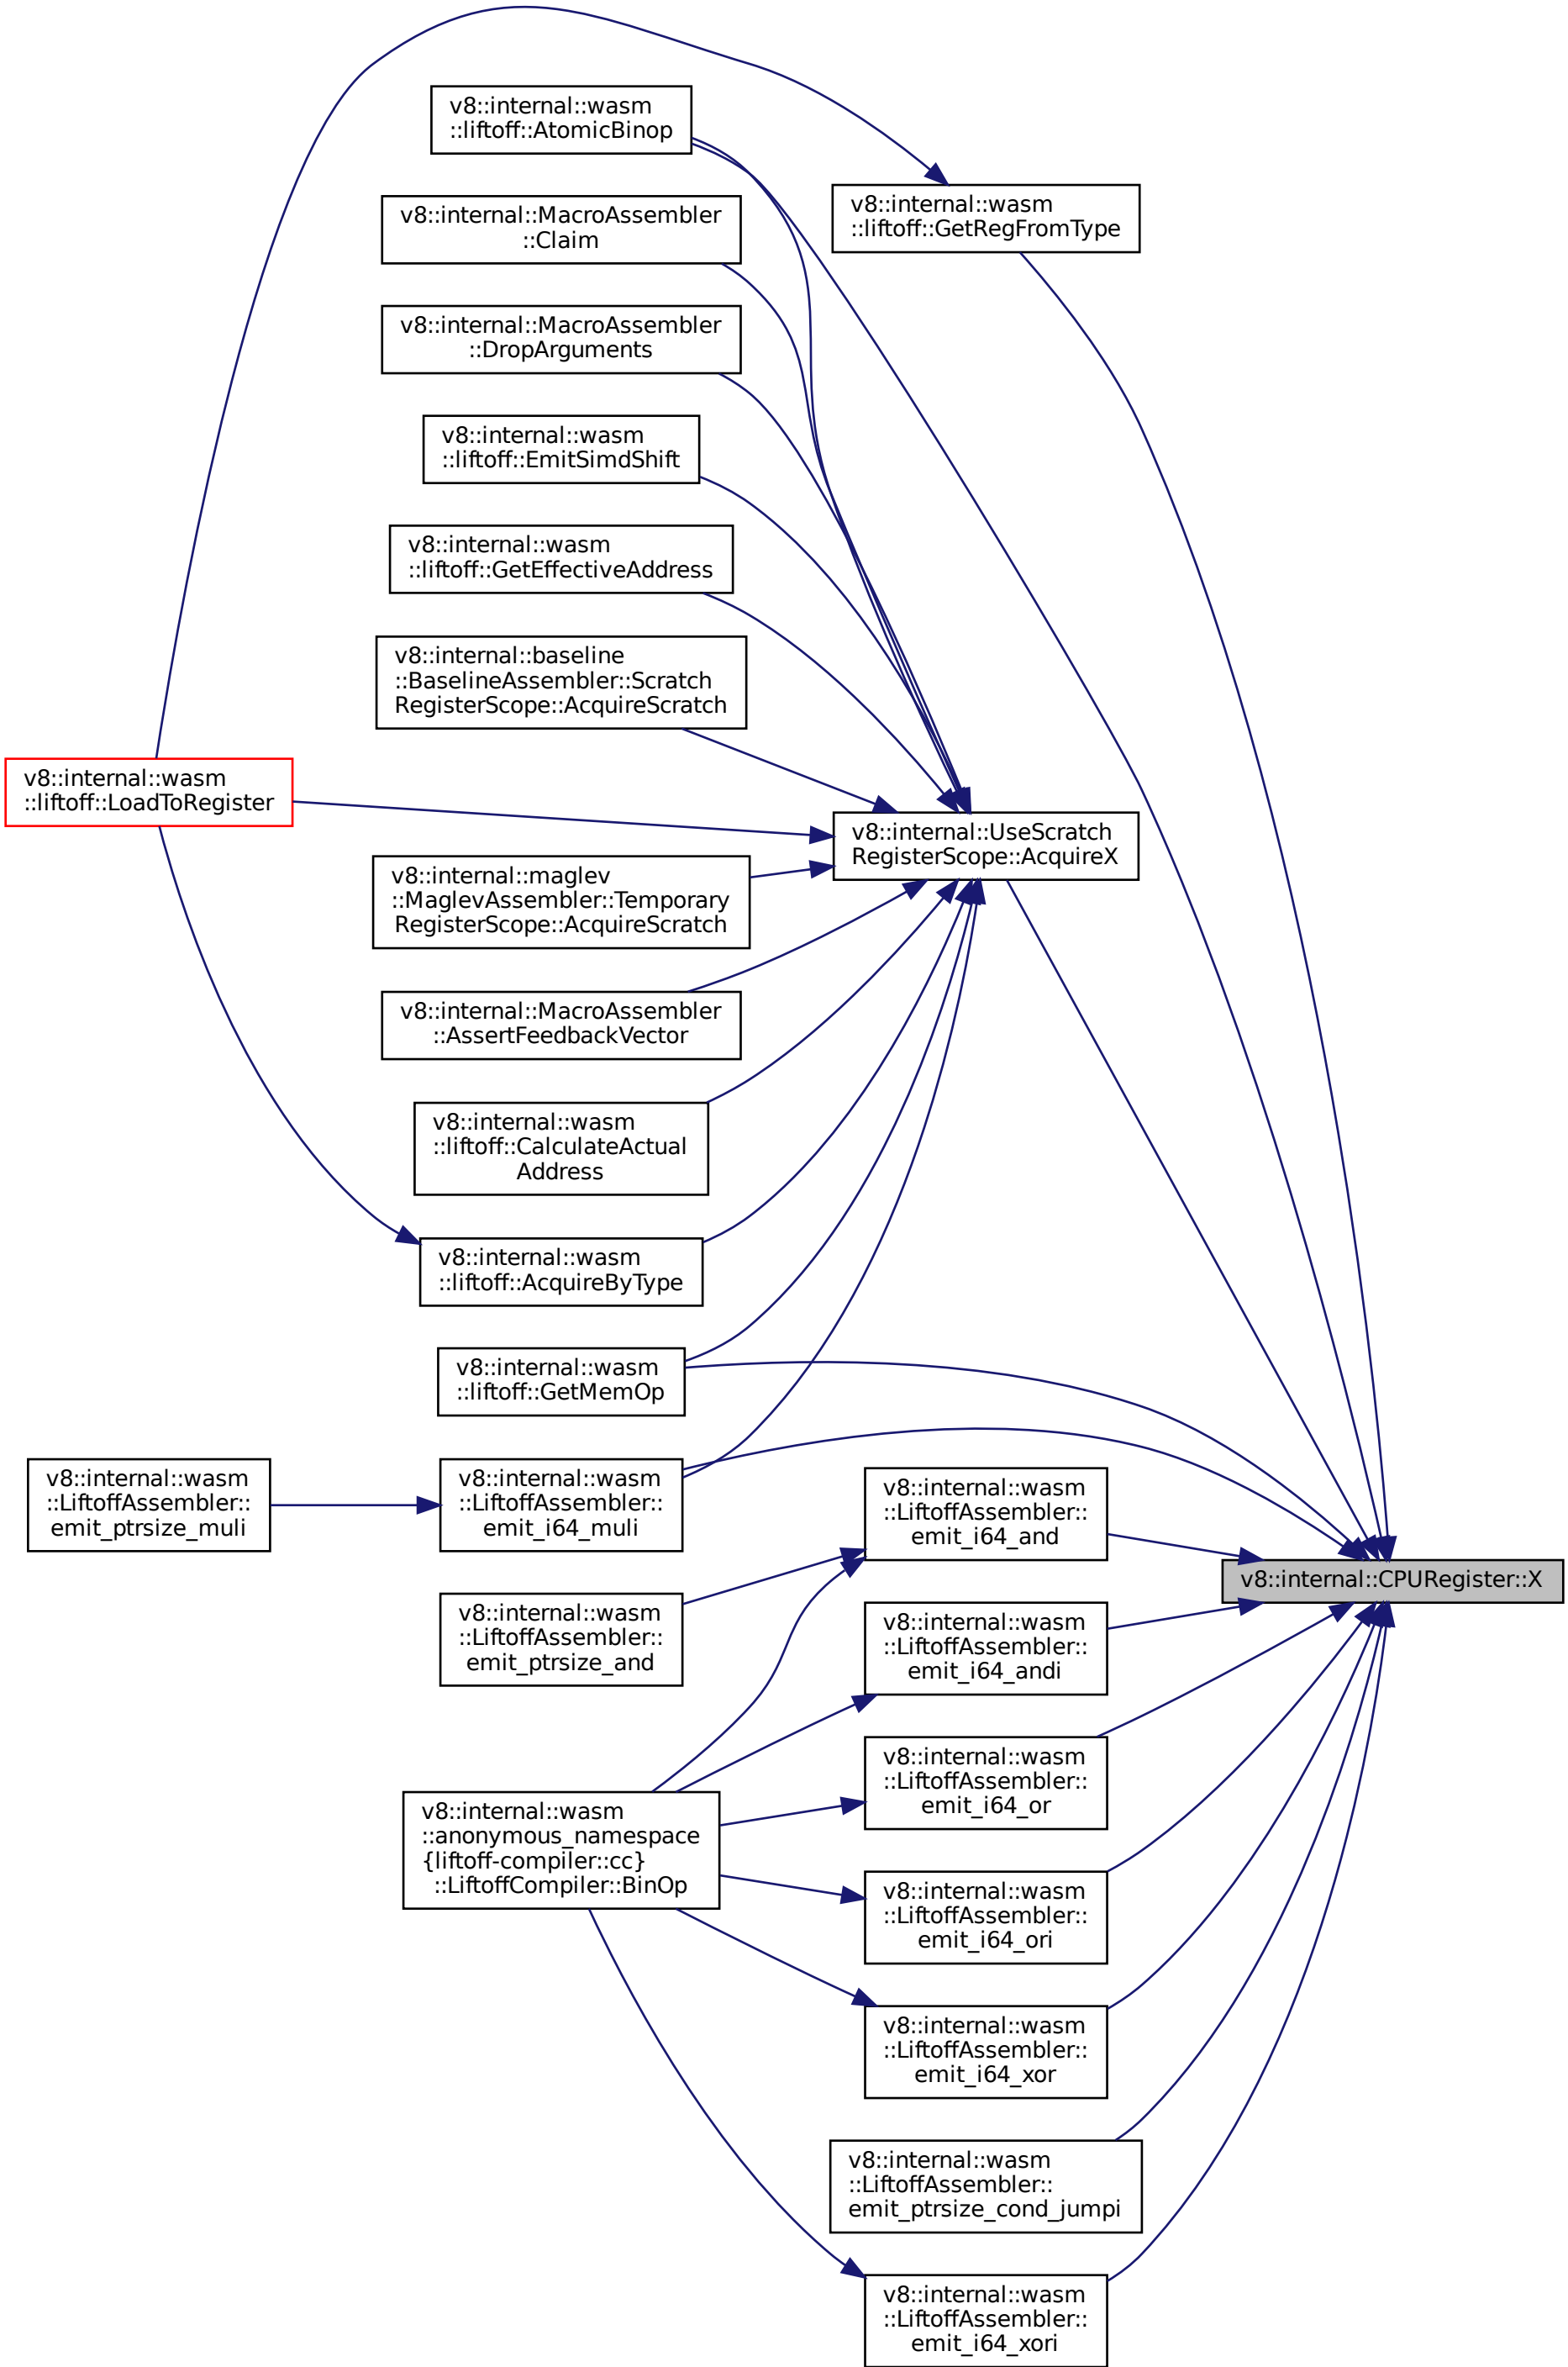 v8::internal::wasm
::liftoff::AtomicBinop
v8::internal::wasm
::liftoff::GetRegFromType
v8::internal::MacroAssembler
::Claim
v8::internal::MacroAssembler
::DropArguments
v8::internal::wasm
::liftoff::EmitSimdShift
v8::internal::wasm
::liftoff::GetEffectiveAddress
v8::internal::baseline
::BaselineAssembler::Scratch
RegisterScope::AcquireScratch
v8::internal::wasm
::liftoff::LoadToRegister
v8::internal::UseScratch
RegisterScope::AcquireX
v8::internal::maglev
::MaglevAssembler::Temporary
RegisterScope::AcquireScratch
v8::internal::MacroAssembler
::AssertFeedbackVector
v8::internal::wasm
::liftoff::CalculateActual
Address
v8::internal::wasm
::liftoff::AcquireByType
v8::internal::wasm
::liftoff::GetMemOp
v8::internal::wasm
::LiftoffAssembler::
emit_ptrsize_muli
v8::internal::wasm
::LiftoffAssembler::
emit_i64_muli
v8::internal::wasm
::LiftoffAssembler::
emit_i64_and
v8::internal::CPURegister::X
v8::internal::wasm
::LiftoffAssembler::
emit_ptrsize_and
v8::internal::wasm
::LiftoffAssembler::
emit_i64_andi
v8::internal::wasm
::LiftoffAssembler::
emit_i64_or
v8::internal::wasm
::anonymous_namespace
{liftoff-compiler::cc}
::LiftoffCompiler::BinOp
v8::internal::wasm
::LiftoffAssembler::
emit_i64_ori
v8::internal::wasm
::LiftoffAssembler::
emit_i64_xor
v8::internal::wasm
::LiftoffAssembler::
emit_ptrsize_cond_jumpi
v8::internal::wasm
::LiftoffAssembler::
emit_i64_xori